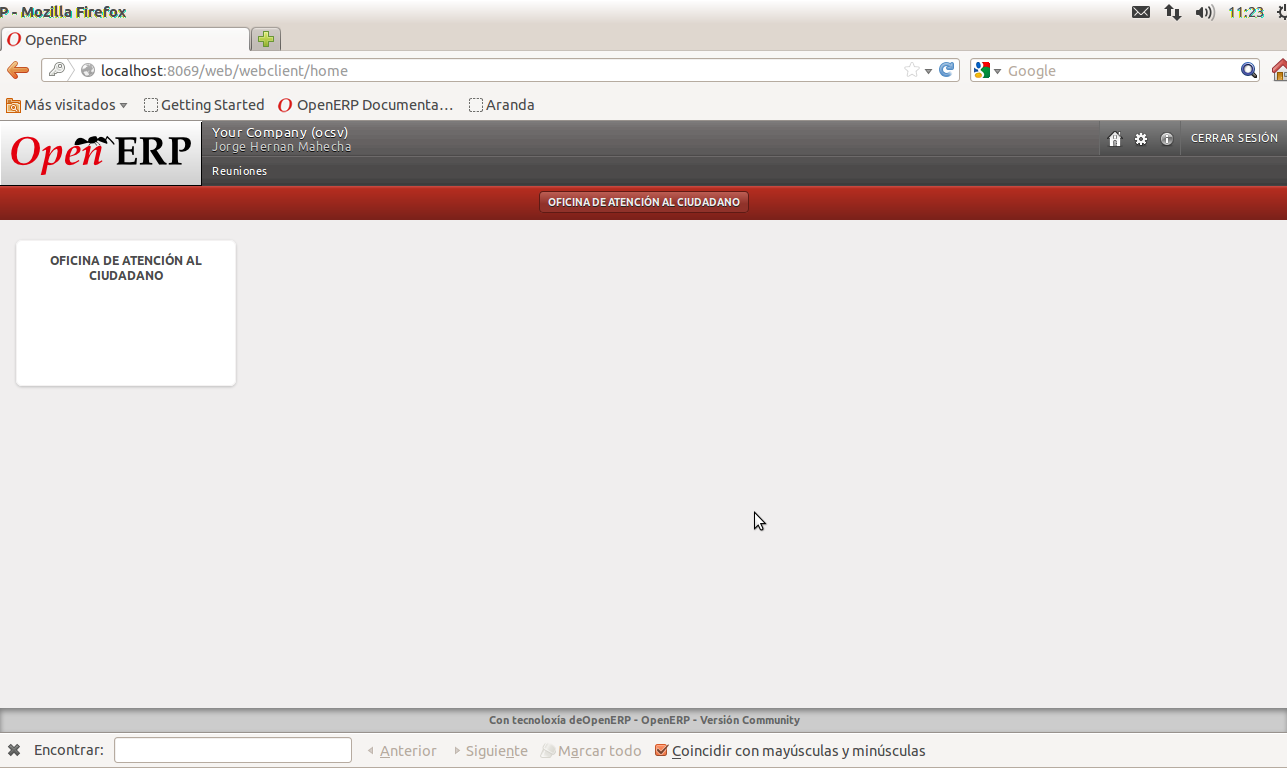 P - Mozilla Firefox
11:23
OpenERP
localhost:8069/web/webclient/home
Google
Más visitados
Getting Started
OpenERP Documenta...
Aranda
Open ERP
Your Company (ocsv)
Jorge Hernan Mahecha
CERRAR SESIÓN
Reuniones
OFICINA DE ATENCIÓN AL CIUDADANO
OFICINA DE ATENCIÓN AL
CIUDADANO
Con tecnoloxía deOpenERP - OpenERP - Versión Community
Encontrar:
Anterior
Siguiente
Marcar todo
Coincidir con mayúsculas y minúsculas